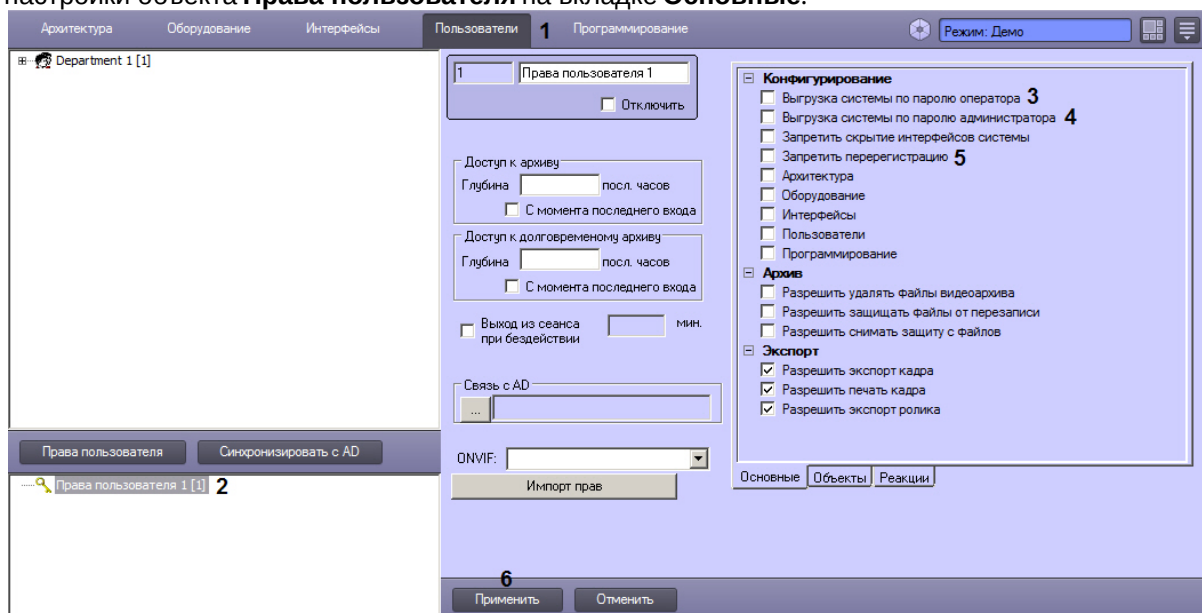 настройки объекта Права пользователя на вкладке Основные.
Архитектура Оборудование Интерфейсы Пользователи 1 Программирование Режим: Демо
Department 1 [1]
1 Права пользователя 1
Отключить
Доступ к архиву
Глубина посл. часов
С момента последнего входа
Доступ к долговременому архиву
Глубина посл. часов
С момента последнего входа
Выход из сеанса при бездействии мин.
Связь с AD
...
ONVIF:
Импорт прав
Конфигурирование
Выгрузка системы по паролю оператора 3
Выгрузка системы по паролю администратора 4
Запретить скрытие интерфейсов системы
Запретить перерегистрацию 5
Архитектура
Оборудование
Интерфейсы
Пользователи
Программирование
Архив
Разрешить удалять файлы видеоархива
Разрешить защищать файлы от перезаписи
Разрешить снимать защиту с файлов
Экспорт
Разрешить экспорт кадра
Разрешить печать кадра
Разрешить экспорт ролика
Основные Объекты Реакции
Права пользователя Синхронизировать с AD
Права пользователя 1 [1] 2
6
Применить Отменить